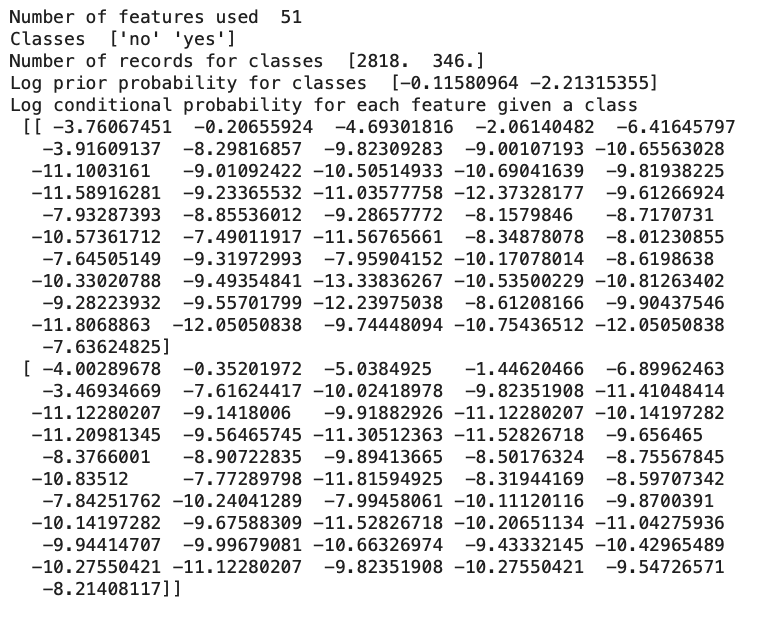 Number of features used  51
Classes  ['no' 'yes']
Number of records for classes  [2818.  346.]
Log prior probability for classes  [-0.11580964 -2.21315355]
Log conditional probability for each feature given a class
[[ -3.76067451  -0.20655924  -4.69301816  -2.06140482  -6.41645797
-3.91609137  -8.29816857  -9.82309283  -9.00107193 -10.65563028
-11.1003161   -9.01092422 -10.50514933 -10.69041639  -9.81938225
-11.58916281  -9.23365532 -11.03577758 -12.37328177  -9.61266924
-7.93287393  -8.85536012  -9.28657772  -8.1579846   -8.7170731
-10.57361712  -7.49011917 -11.56765661  -8.34878078  -8.01230855
-7.64505149  -9.31972993  -7.95904152 -10.17078014  -8.6198638
-10.33020788  -9.49354841 -13.33836267 -10.53500229 -10.81263402
-9.28223932  -9.55701799 -12.23975038  -8.61208166  -9.90437546
-11.8068863  -12.05050838  -9.74448094 -10.75436512 -12.05050838
-7.63624825]
[ -4.00289678  -0.35201972  -5.0384925   -1.44620466  -6.89962463
-3.46934669  -7.61624417 -10.02418978  -9.82351908 -11.41048414
-11.12280207  -9.1418006   -9.91882926 -11.12280207 -10.14197282
-11.20981345  -9.56465745 -11.30512363 -11.52826718  -9.656465
-8.3766001   -8.90722835  -9.89413665  -8.50176324  -8.75567845
-10.83512     -7.77289798 -11.81594925  -8.31944169  -8.59707342
-7.84251762 -10.24041289  -7.99458061 -10.11120116  -9.8700391
-10.14197282  -9.67588309 -11.52826718 -10.20651134 -11.04275936
-9.94414707  -9.99679081 -10.66326974  -9.43332145 -10.42965489
-10.27550421 -11.12280207  -9.82351908 -10.27550421  -9.54726571
-8.21408117]]